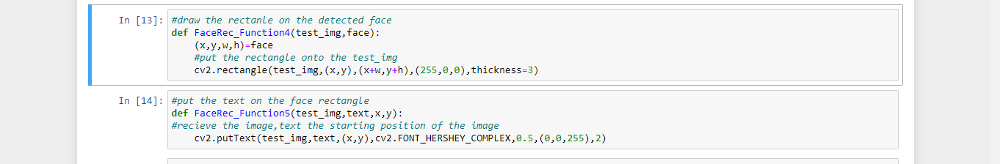 In [13]: #draw the rectanle on the detected face
def FaceRec_Function4(test_img,face):
    (x,y,w,h)=face
    #put the rectangle onto the test_img
    cv2.rectangle(test_img,(x,y),(x+w,y+h),(255,0,0),thickness=3)
In [14]: #put the text on the face rectangle
def FaceRec_Function5(test_img,text,x,y):
#recieve the image,text the starting position of the image
    cv2.putText(test_img,text,(x,y),cv2.FONT_HERSHEY_COMPLEX,0.5,(0,0,255),2)